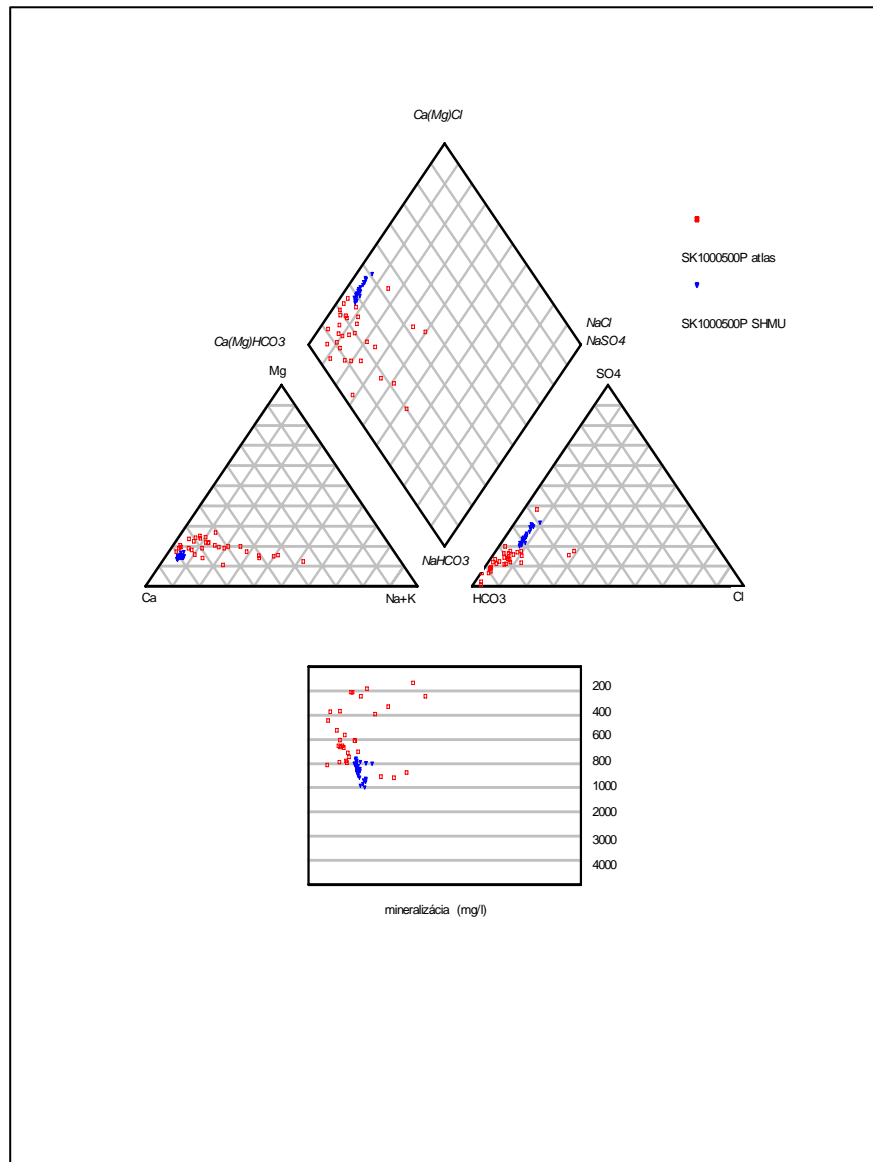 Ca(Mg)Cl
SK1000500P atlas
SK1000500P SHMU
NaCl
NaSO4
Ca(Mg)HCO3
Mg
SO4
NaHCO3
Ca
Na+K
HCO3
Cl
200
400
600
800
1000
2000
3000
4000
mineralizácia (mg/l)